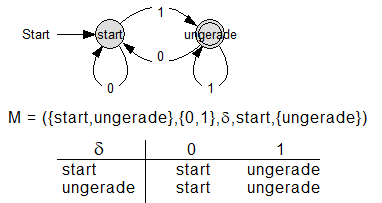 1
Start
start
ungerade
0
0
1
M = ({start,ungerade},{0,1},δ,start,{ungerade})
δ 0 1
start start ungerade
ungerade start ungerade